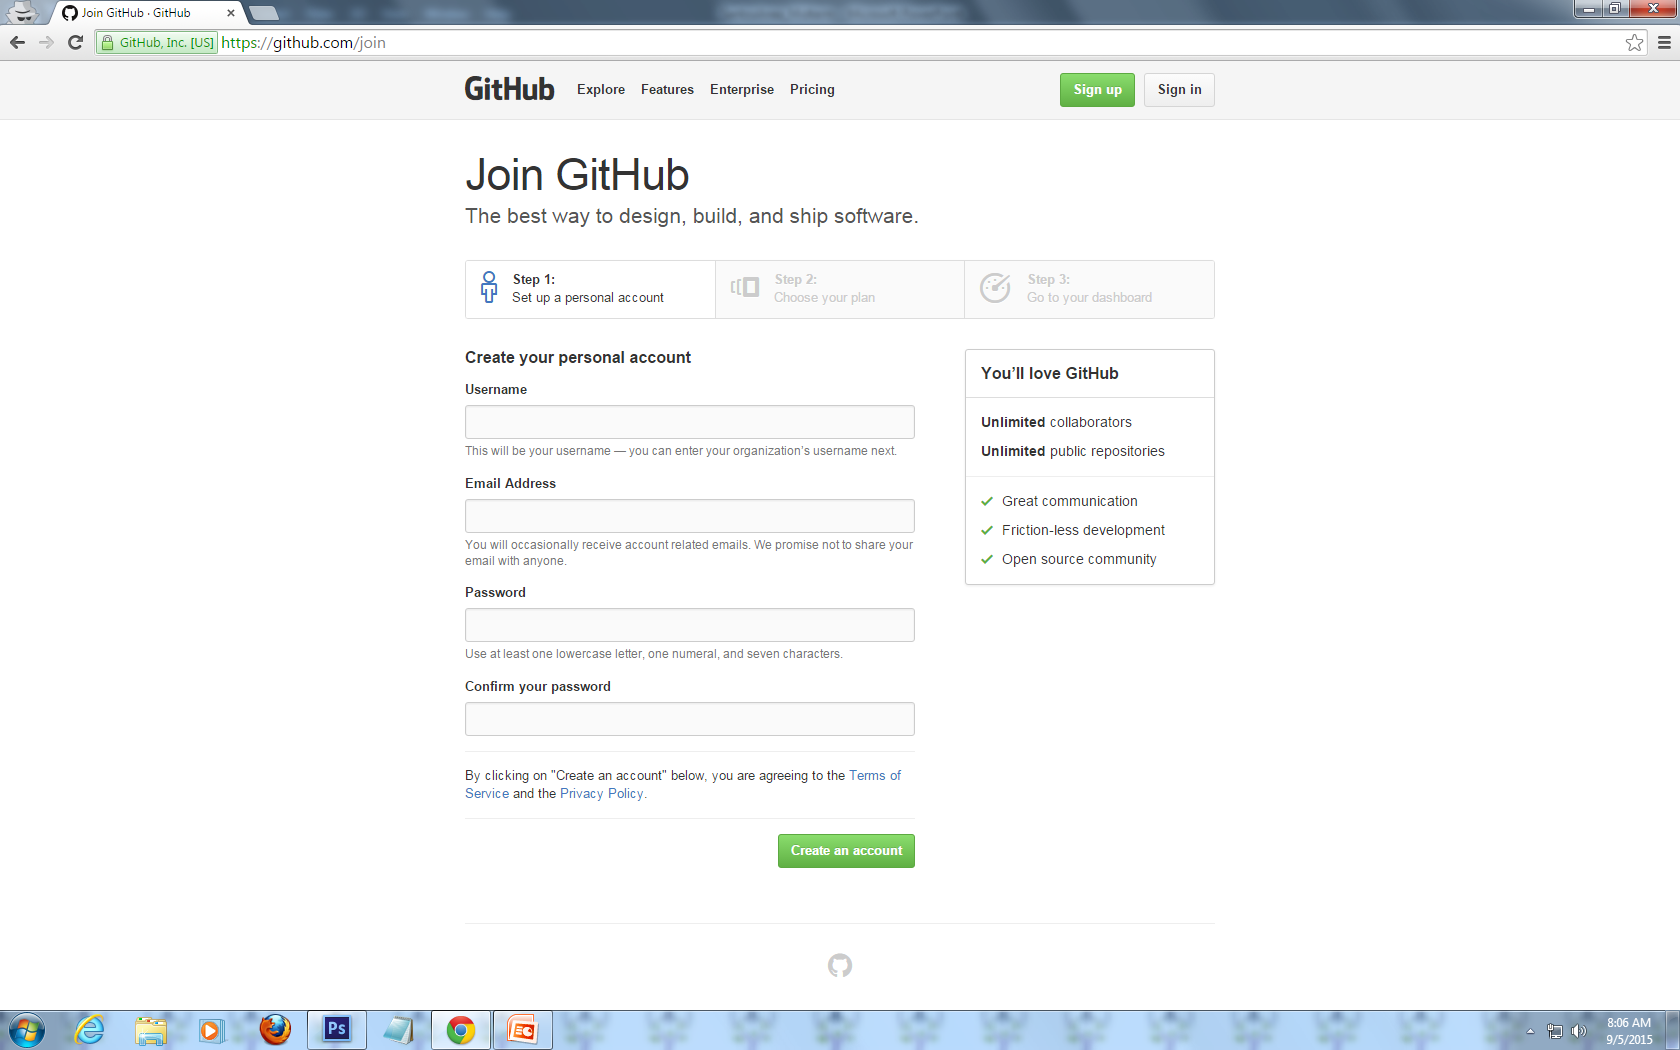 Join GitHub · GitHub
GitHub, Inc. [US]
https://github.com/join
GitHub
Explore
Features
Enterprise
Pricing
Sign up
Sign in
Join GitHub
The best way to design, build, and ship software.
Step 1:
Set up a personal account
Step 2:
Choose your plan
Step 3:
Go to your dashboard
Create your personal account
Username
This will be your username — you can enter your organization’s username next.
Email Address
You will occasionally receive account related emails. We promise not to share your
email with anyone.
Password
Use at least one lowercase letter, one numeral, and seven characters.
Confirm your password
By clicking on "Create an account" below, you are agreeing to the Terms of
Service and the Privacy Policy.
Create an account
You’ll love GitHub
Unlimited collaborators
Unlimited public repositories
Great communication
Friction-less development
Open source community
Ps
8:06 AM
9/5/2015